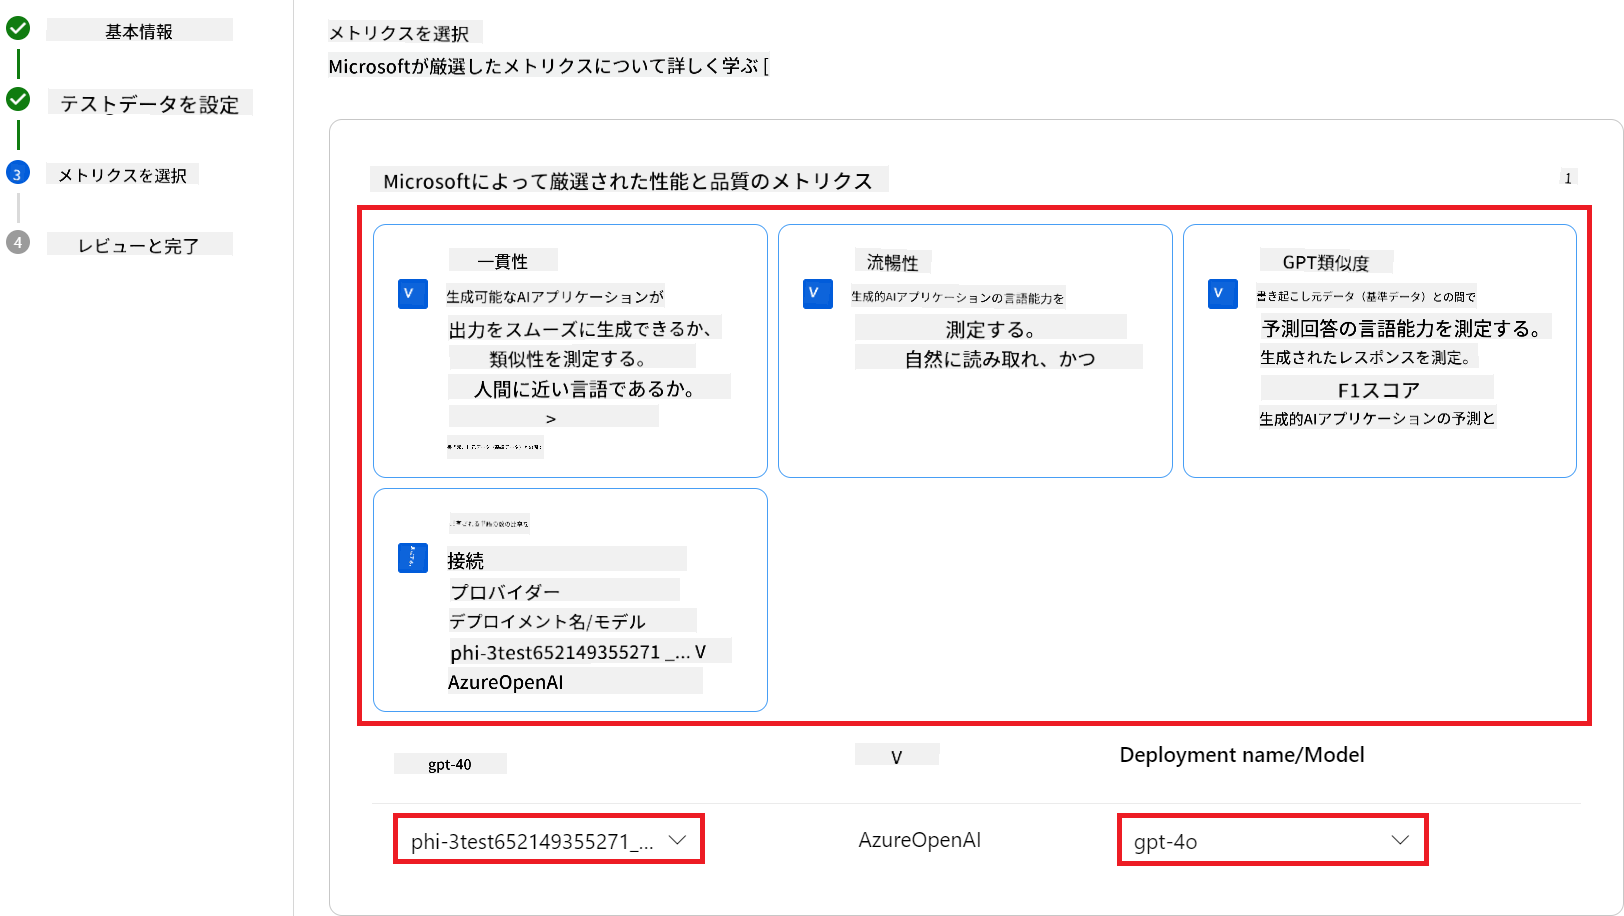 基本情報
テストデータを設定
3
メトリクスを選択
4
レビューと完了
メトリクスを選択
Microsoftが厳選したメトリクスについて詳しく学ぶ [
Microsoftによって厳選された性能と品質のメトリクス
1
一貫性
V
生成可能なAIアプリケーションが
出力をスムーズに生成できるか、
類似性を測定する。
人間に近い言語であるか。
>
流暢性
V
生成的AIアプリケーションの言語能力を
測定する。
自然に読み取れ、かつ
GPT類似度
V
書き起こし元データ（基準データ）との間で
予測回答の言語能力を測定する。
生成されたレスポンスを測定。
F1スコア
生成的AIアプリケーションの予測と
接続
プロバイダー
デプロイメント名/モデル
phi-3test652149355271 _... V
AzureOpenAI
gpt-40
V
Deployment name/Model
phi-3test652149355271_...
AzureOpenAI
gpt-4o